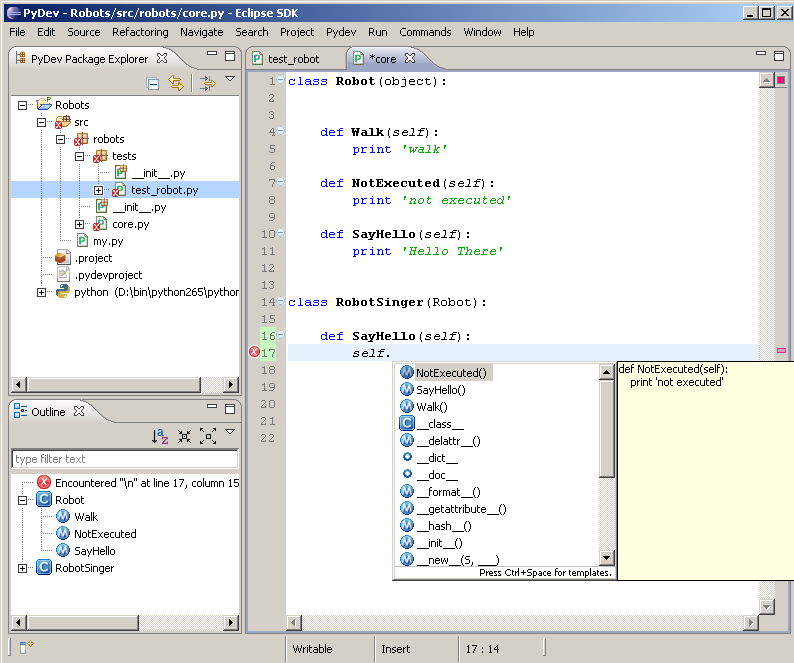 PyDev - Robots/src/robots/core.py - Eclipse SDK
File Edit Source Refactoring Navigate Search Project Pydev Run Commands Window Help
PyDev Package Explorer
Robots
src
robots
tests
__init__.py
test_robot.py
__init__.py
core.py
my.py
.project
.pydevproject
python (D:\bin\python265\python
Outline
type filter text
Encountered "\n" at line 17, column 15
Robot
Walk
NotExecuted
SayHello
RobotSinger
test_robot *core
1 class Robot(object):
2
3
4 def Walk(self):
5 print 'walk'
6
7 def NotExecuted(self):
8 print 'not executed'
9
10 def SayHello(self):
11 print 'Hello There'
12
13
14 class RobotSinger(Robot):
15
16 def SayHello(self):
17 self.
18
19
20
21
22
NotExecuted()
SayHello()
Walk()
__class__
__delattr__()
__dict__
__doc__
__format__()
__getattribute__()
__hash__()
__init__()
__new__(S, ___)
Press Ctrl+Space for templates.
def NotExecuted(self):
print 'not executed'
Writable Insert 17 : 14